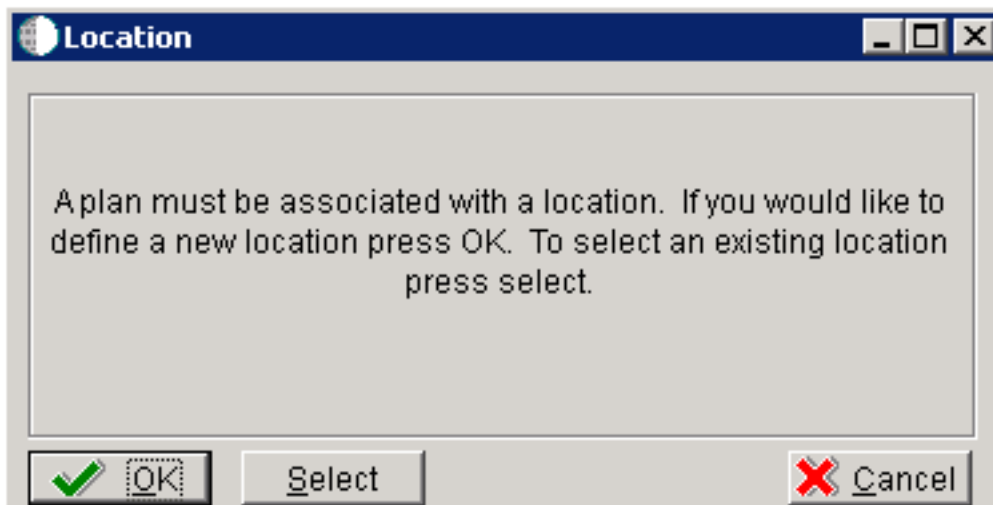 Location
A plan must be associated with a location.  If you would like to
define a new location press OK.  To select an existing location
press select.
OK
Select
Cancel